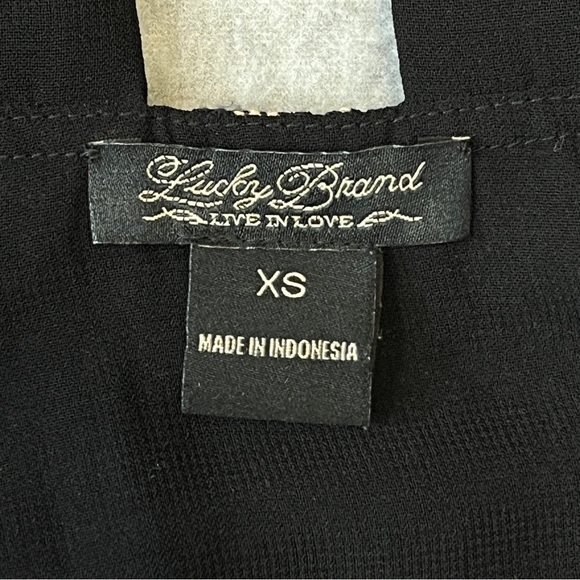 Lucky Brand
LIVE IN LOVE
XS
MADE IN INDONESIA